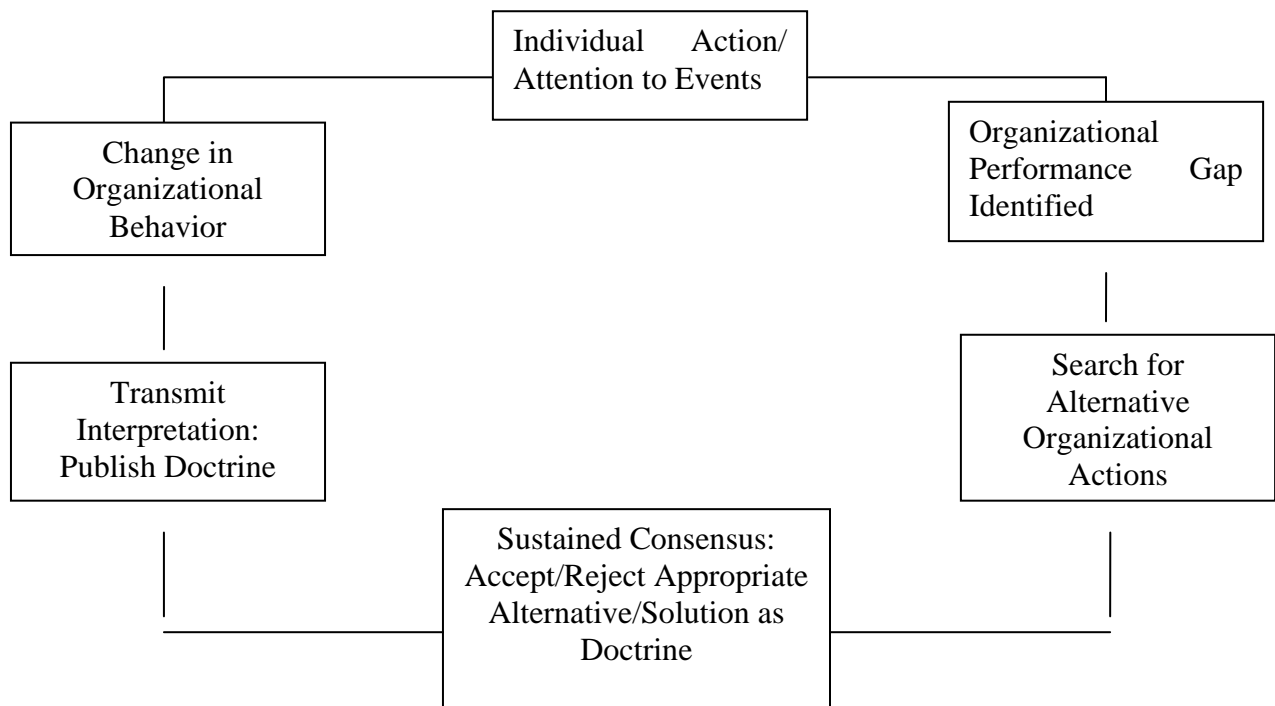 Individual Action/
Attention to Events
Change in
Organizational
Behavior
Organizational
Performance Gap
Identified
Transmit
Interpretation:
Publish Doctrine
Search for
Alternative
Organizational
Actions
Sustained Consensus:
Accept/Reject Appropriate
Alternative/Solution as
Doctrine